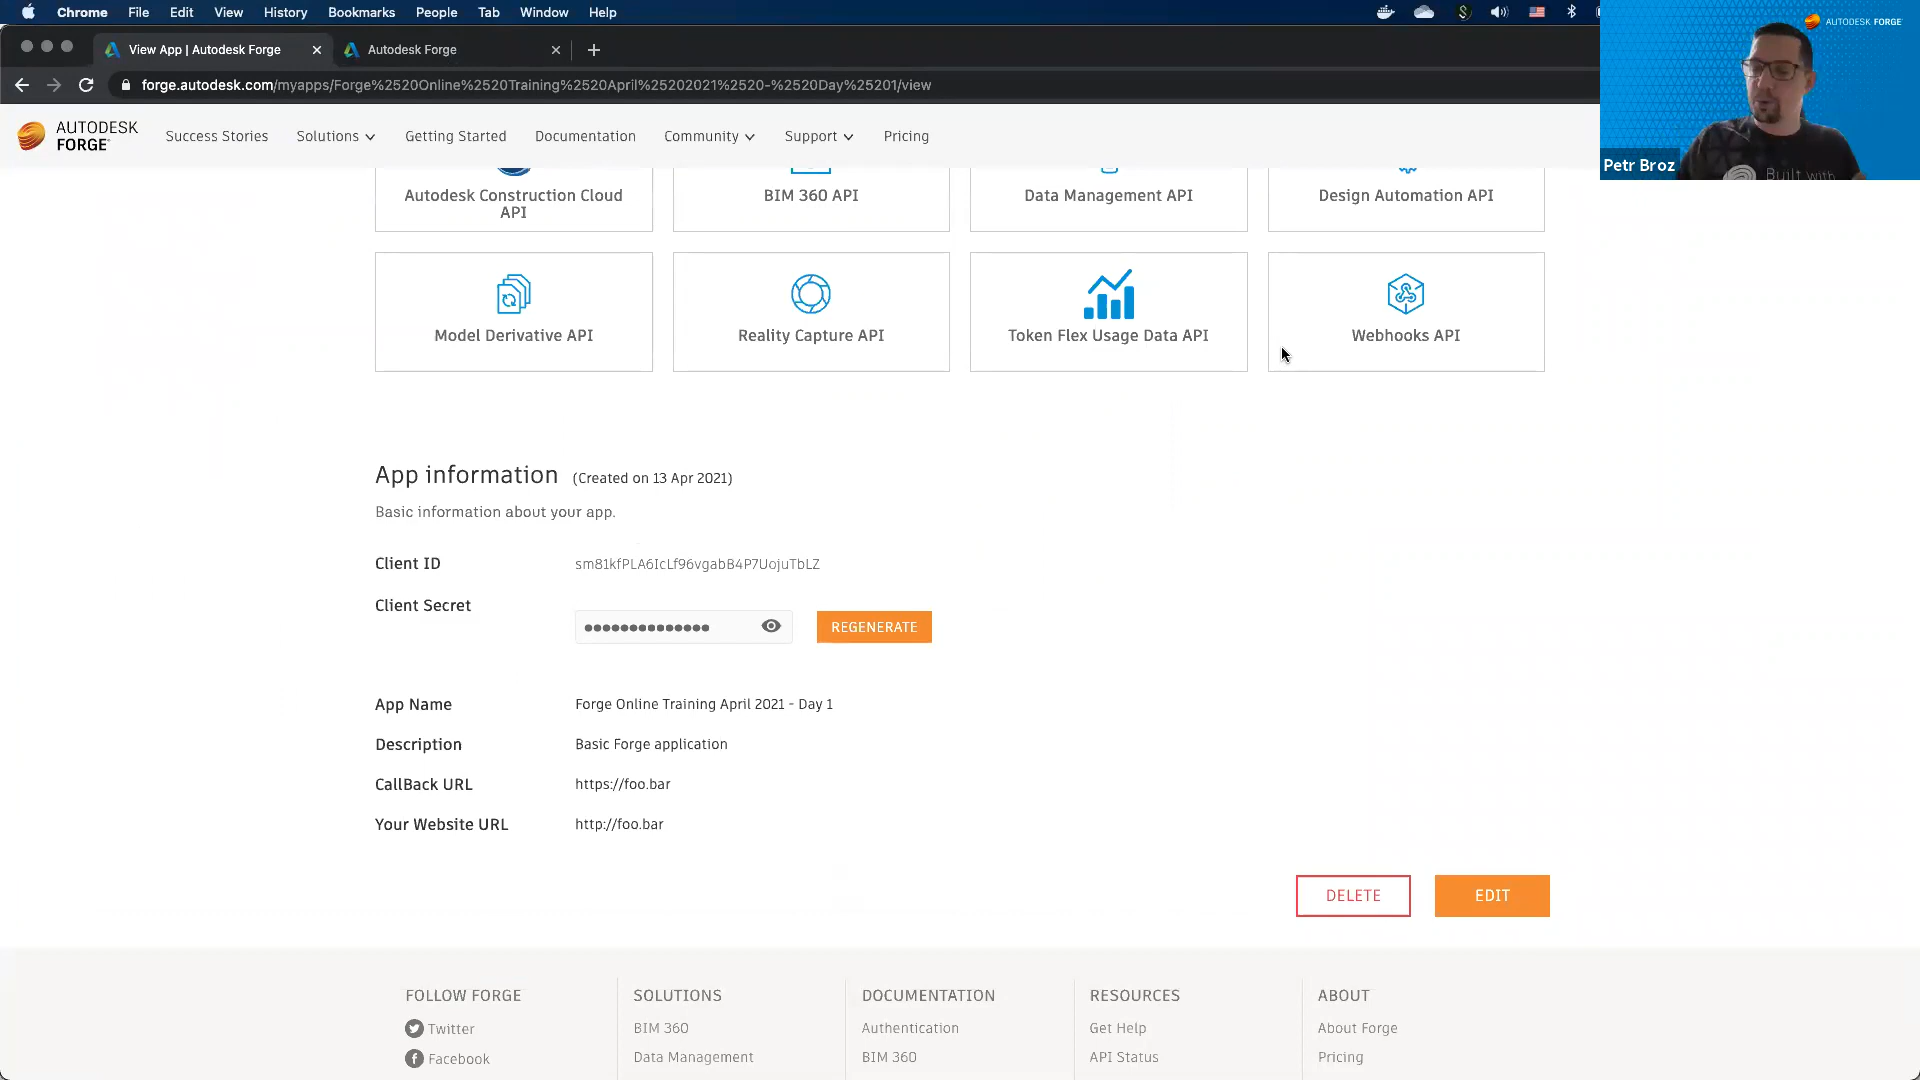 Chrome File Edit View History Bookmarks People Tab Window Help
View App | Autodesk Forge
Autodesk Forge
forge.autodesk.com/myapps/Forge%2520Online%2520Training%2520April%25202021%2520-%2520Day%25201/view
AUTODESK FORGE
Petr Broz
Built with
AUTODESK
FORGE
Success Stories Solutions Getting Started Documentation Community Support Pricing
Autodesk Construction Cloud
API
BIM 360 API
Data Management API
Design Automation API
Model Derivative API
Reality Capture API
Token Flex Usage Data API
Webhooks API
App information (Created on 13 Apr 2021)
Basic information about your app.
Client ID sm81kfPLA6IcLf96vgabB4P7UojuTbLZ
Client Secret
●●●●●●●●●●●●●● REGENERATE
App Name Forge Online Training April 2021 - Day 1
Description Basic Forge application
CallBack URL https://foo.bar
Your Website URL http://foo.bar
DELETE EDIT
FOLLOW FORGE SOLUTIONS DOCUMENTATION RESOURCES ABOUT
Twitter BIM 360 Authentication Get Help About Forge
Facebook Data Management BIM 360 API Status Pricing